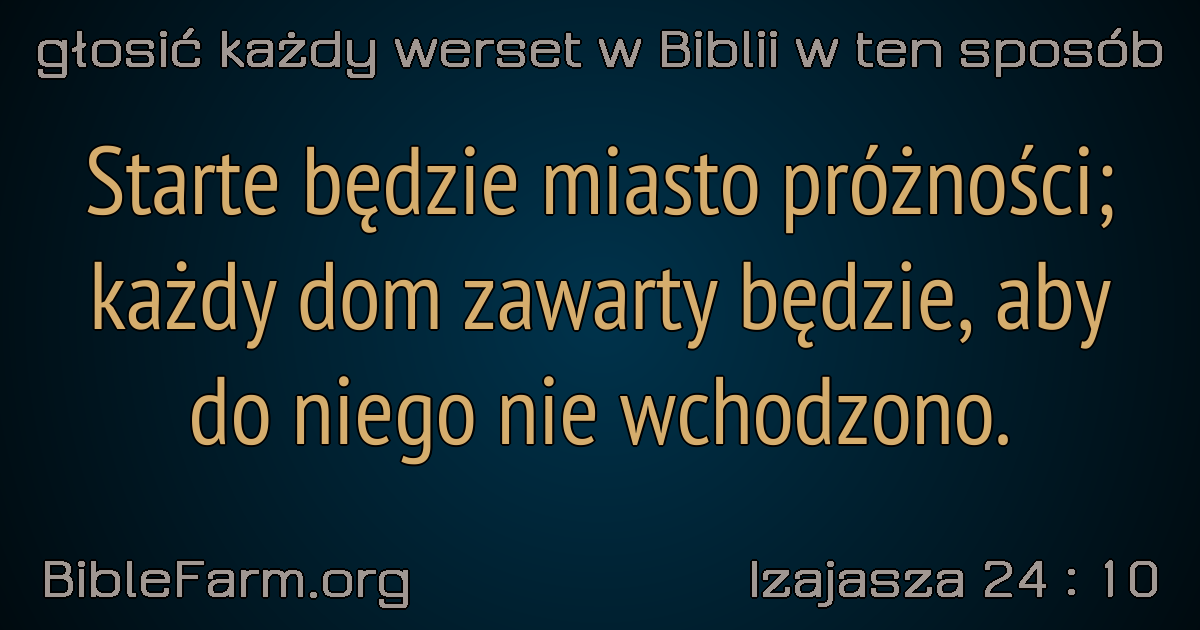 głosić każdy werset w Biblii w ten sposób
Starte będzie miasto próżności;
każdy dom zawarty będzie, aby
do niego nie wchodzono.
BibleFarm.org
Izajasza 24 : 10